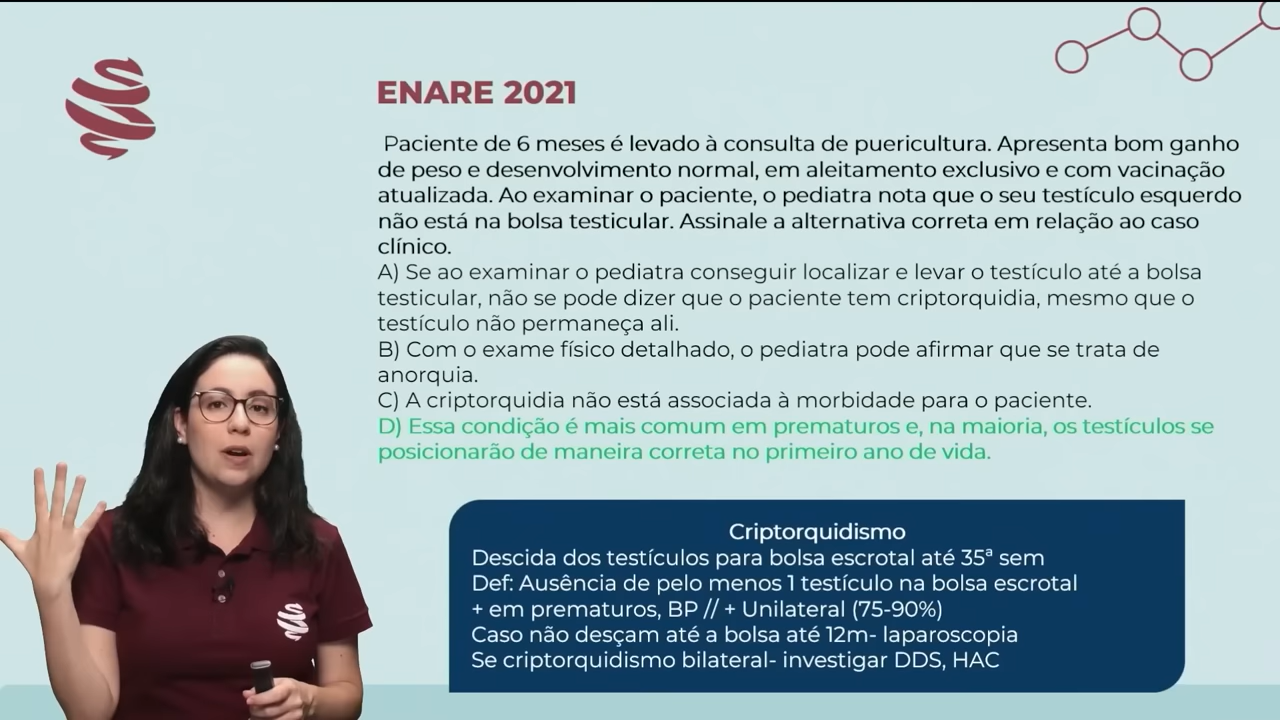 ENARE 2021
Paciente de 6 meses é levado à consulta de puericultura. Apresenta bom ganho
de peso e desenvolvimento normal, em aleitamento exclusivo e com vacinação
atualizada. Ao examinar o paciente, o pediatra nota que o seu testículo esquerdo
não está na bolsa testicular. Assinale a alternativa correta em relação ao caso
clínico.
A) Se ao examinar o pediatra conseguir localizar e levar o testículo até a bolsa
testicular, não se pode dizer que o paciente tem criptorquidia, mesmo que o
testículo não permaneça ali.
B) Com o exame físico detalhado, o pediatra pode afirmar que se trata de
anorquia.
C) A criptorquidia não está associada à morbidade para o paciente.
D) Essa condição é mais comum em prematuros e, na maioria, os testículos se
posicionarão de maneira correta no primeiro ano de vida.
Criptorquidismo
Descida dos testículos para bolsa escrotal até 35ª sem
Def: Ausência de pelo menos 1 testículo na bolsa escrotal
+ em prematuros, BP // + Unilateral (75-90%)
Caso não desçam até a bolsa até 12m- laparoscopia
Se criptorquidismo bilateral- investigar DDS, HAC